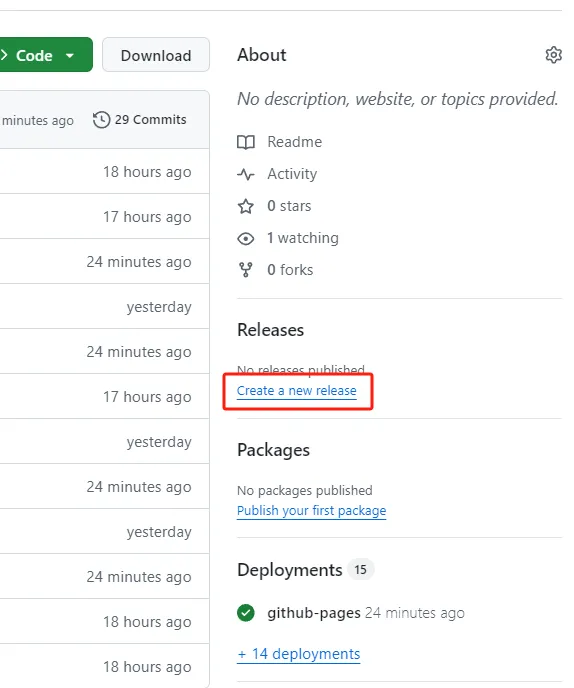 Code
Download
minutes ago
29 Commits
18 hours ago
17 hours ago
24 minutes ago
yesterday
24 minutes ago
17 hours ago
yesterday
24 minutes ago
yesterday
24 minutes ago
18 hours ago
18 hours ago
About
No description, website, or topics provided.
Readme
Activity
0 stars
1 watching
0 forks
Releases
No releases published
Create a new release
Packages
No packages published
Publish your first package
Deployments 15
github-pages 24 minutes ago
+ 14 deployments